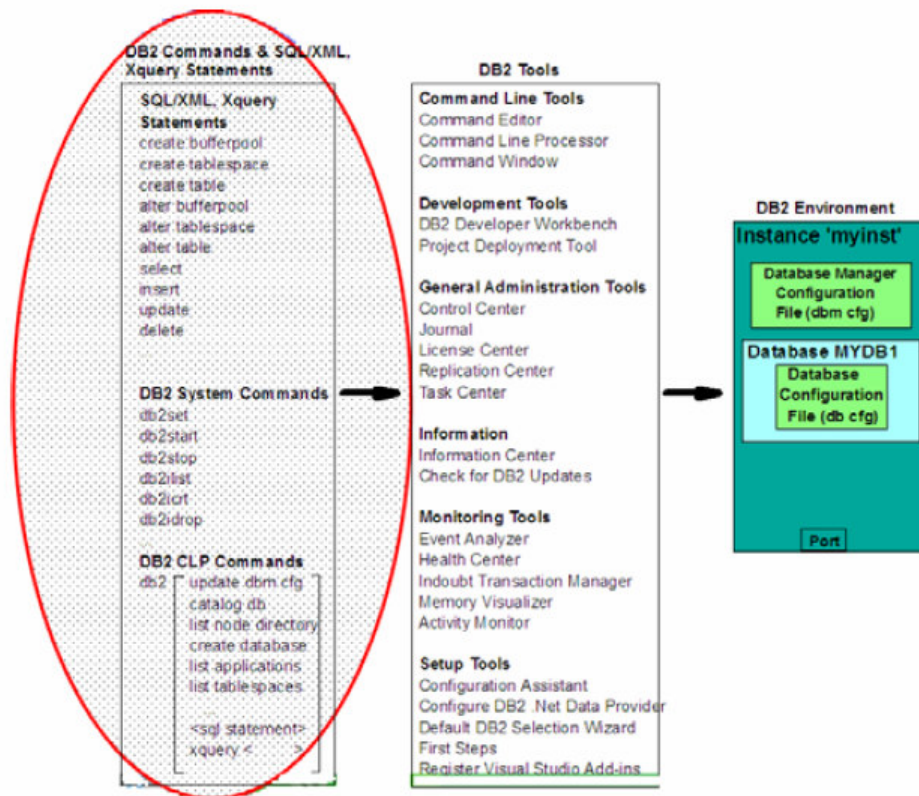 DB2 Commands & SQL/XML,
Xquery Statements
SQL/XML, Xquery
Statements
create bufferpool
create tablespace
create table
alter bufferpool
alter tablespace
alter table
select
insert
update
delete
DB2 System Commands
db2set
db2start
db2stop
db2ilist
db2icrt
db2idrop
...
DB2 CLP Commands
db2
update dbm cfg
catalog db
list node directory
create database
list applications
list tablespaces
...
<sql statement>
xquery < >
DB2 Tools
Command Line Tools
Command Editor
Command Line Processor
Command Window
Development Tools
DB2 Developer Workbench
Project Deployment Tool
General Administration Tools
Control Center
Journal
License Center
Replication Center
Task Center
Information
Information Center
Check for DB2 Updates
Monitoring Tools
Event Analyzer
Health Center
Indoubt Transaction Manager
Memory Visualizer
Activity Monitor
Setup Tools
Configuration Assistant
Configure DB2 .Net Data Provider
Default DB2 Selection Wizard
First Steps
Register Visual Studio Add-ins
DB2 Environment
Instance 'myinst'
Database Manager
Configuration
File (dbm cfg)
Database MYDB1
Database
Configuration
File (db cfg)
Port